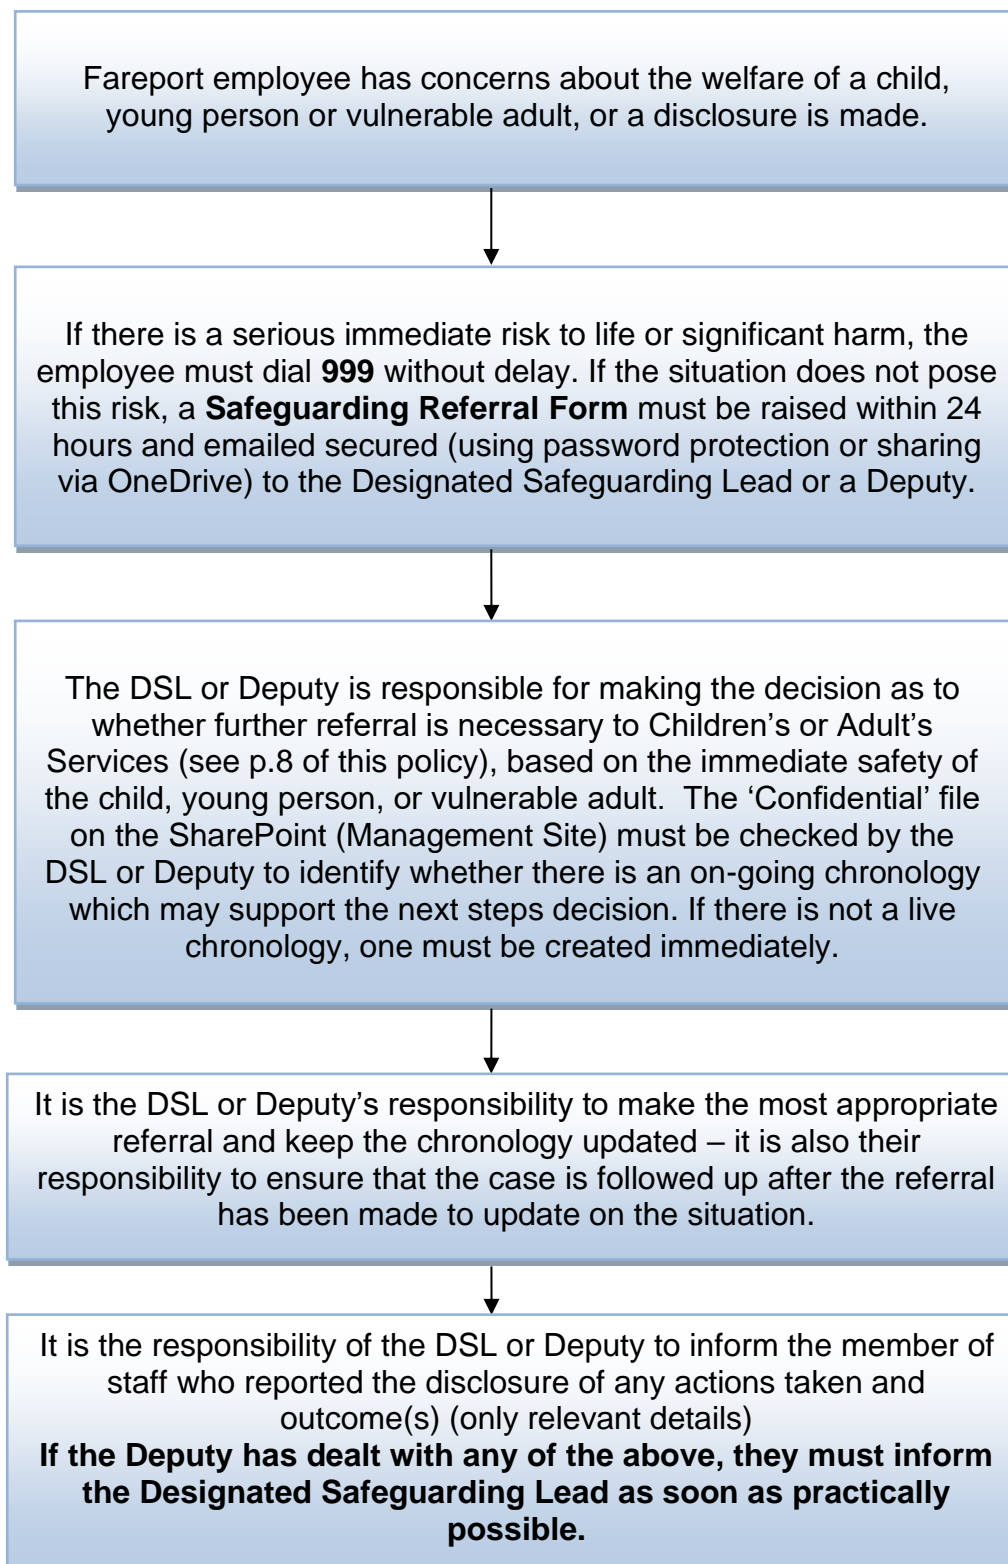 Fareport employee has concerns about the welfare of a child,
young person or vulnerable adult, or a disclosure is made.
If there is a serious immediate risk to life or significant harm, the
employee must dial 999 without delay. If the situation does not pose
this risk, a Safeguarding Referral Form must be raised within 24
hours and emailed secured (using password protection or sharing
via OneDrive) to the Designated Safeguarding Lead or a Deputy.
The DSL or Deputy is responsible for making the decision as to
whether further referral is necessary to Children’s or Adult’s
Services (see p.8 of this policy), based on the immediate safety of
the child, young person, or vulnerable adult.  The ‘Confidential’ file
on the SharePoint (Management Site) must be checked by the
DSL or Deputy to identify whether there is an on-going chronology
which may support the next steps decision. If there is not a live
chronology, one must be created immediately.
It is the DSL or Deputy’s responsibility to make the most appropriate
referral and keep the chronology updated – it is also their
responsibility to ensure that the case is followed up after the referral
has been made to update on the situation.
It is the responsibility of the DSL or Deputy to inform the member of
staff who reported the disclosure of any actions taken and
outcome(s) (only relevant details)
If the Deputy has dealt with any of the above, they must inform
the Designated Safeguarding Lead as soon as practically
possible.